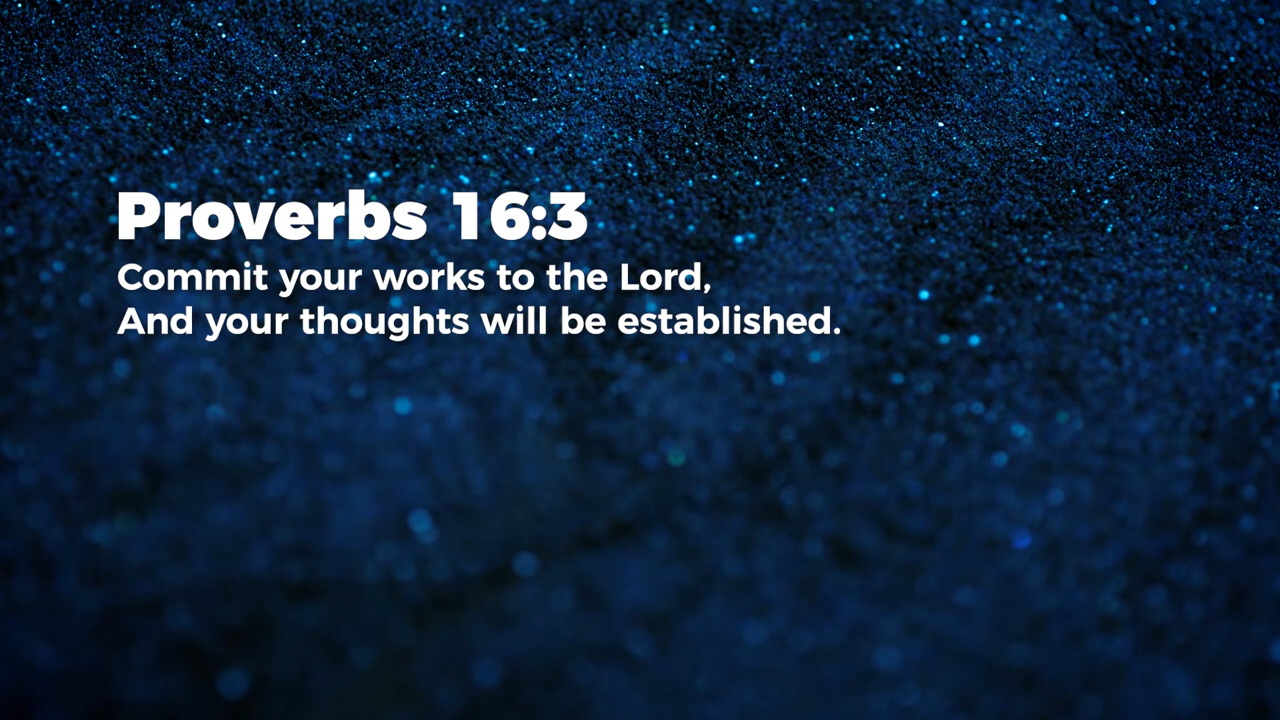 Proverbs 16:3
Commit your works to the Lord,
And your thoughts will be established.